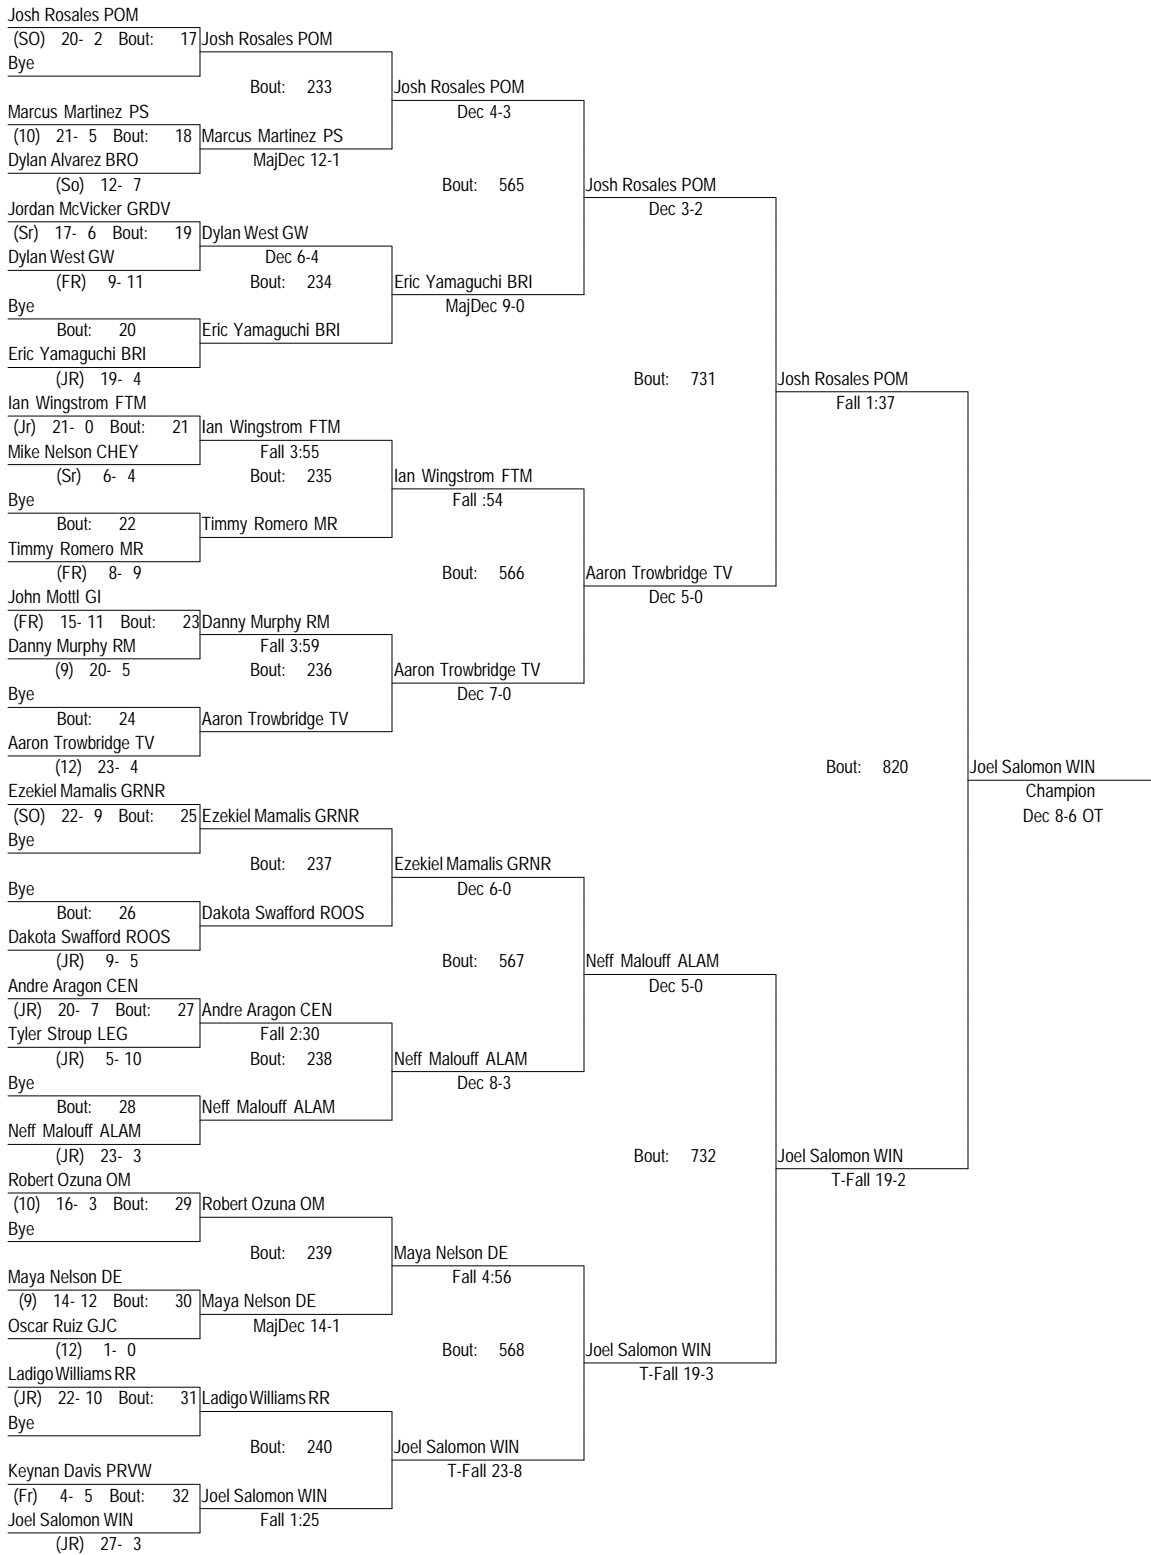 Josh Rosales POM
(SO) 20- 2 Bout: 17 Josh Rosales POM
Bye
Bout: 233 Josh Rosales POM
Marcus Martinez PS Dec 4-3
(10) 21- 5 Bout: 18 Marcus Martinez PS
Dylan Alvarez BRO MajDec 12-1
(So) 12- 7 Bout: 565 Josh Rosales POM
Jordan McVicker GRDV Dec 3-2
(Sr) 17- 6 Bout: 19 Dylan West GW
Dylan West GW Dec 6-4
(FR) 9- 11 Bout: 234 Eric Yamaguchi BRI
Bye MajDec 9-0
Bout: 20 Eric Yamaguchi BRI
Eric Yamaguchi BRI
(JR) 19- 4 Bout: 731 Josh Rosales POM
Ian Wingstrom FTM Fall 1:37
(Jr) 21- 0 Bout: 21 Ian Wingstrom FTM
Mike Nelson CHEY Fall 3:55
(Sr) 6- 4 Bout: 235 Ian Wingstrom FTM
Bye Fall :54
Bout: 22 Timmy Romero MR
Timmy Romero MR
(FR) 8- 9 Bout: 566 Aaron Trowbridge TV
John Mottl GI Dec 5-0
(FR) 15- 11 Bout: 23 Danny Murphy RM
Danny Murphy RM Fall 3:59
(9) 20- 5 Bout: 236 Aaron Trowbridge TV
Bye Dec 7-0
Bout: 24 Aaron Trowbridge TV
Aaron Trowbridge TV
(12) 23- 4 Bout: 820 Joel Salomon WIN
Ezekiel Mamalis GRNR Champion
(SO) 22- 9 Bout: 25 Ezekiel Mamalis GRNR Dec 8-6 OT
Bye
Bout: 237 Ezekiel Mamalis GRNR
Bye Dec 6-0
Bout: 26 Dakota Swafford ROOS
Dakota Swafford ROOS
(JR) 9- 5 Bout: 567 Neff Malouff ALAM
Andre Aragon CEN Dec 5-0
(JR) 20- 7 Bout: 27 Andre Aragon CEN
Tyler Stroup LEG Fall 2:30
(JR) 5- 10 Bout: 238 Neff Malouff ALAM
Bye Dec 8-3
Bout: 28 Neff Malouff ALAM
Neff Malouff ALAM
(JR) 23- 3 Bout: 732 Joel Salomon WIN
Robert Ozuna OM T-Fall 19-2
(10) 16- 3 Bout: 29 Robert Ozuna OM
Bye
Bout: 239 Maya Nelson DE
Maya Nelson DE Fall 4:56
(9) 14- 12 Bout: 30 Maya Nelson DE
Oscar Ruiz GJC MajDec 14-1
(12) 1- 0 Bout: 568 Joel Salomon WIN
Ladigo Williams RR T-Fall 19-3
(JR) 22- 10 Bout: 31 Ladigo Williams RR
Bye
Bout: 240 Joel Salomon WIN
Keynan Davis PRVW T-Fall 23-8
(Fr) 4- 5 Bout: 32 Joel Salomon WIN
Joel Salomon WIN Fall 1:25
(JR) 27- 3